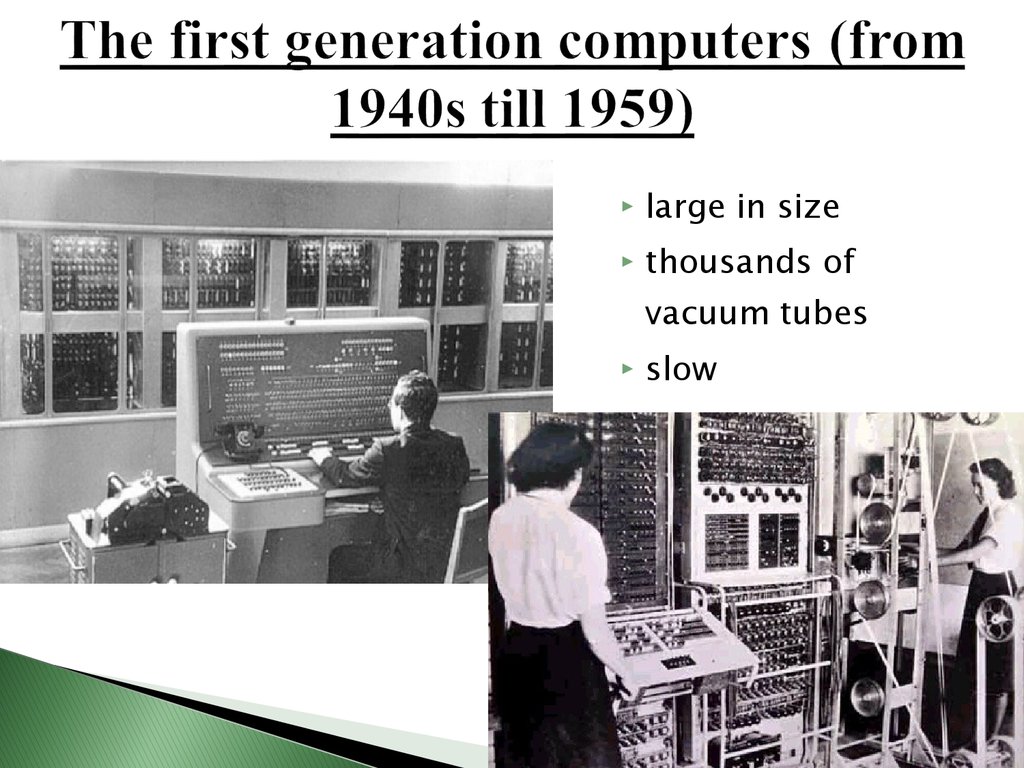 The first generation computers (from
1940s till 1959)
▸ large in size
▸ thousands of
vacuum tubes
▸ slow